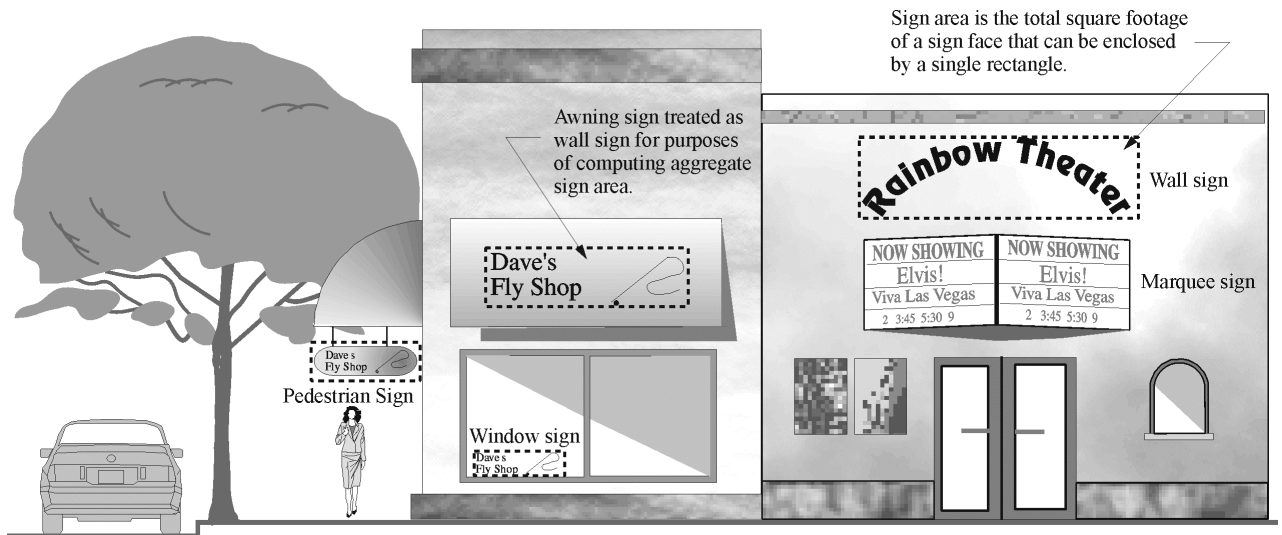 Sign area is the total square footage
of a sign face that can be enclosed
by a single rectangle.
Awning sign treated as
wall sign for purposes
of computing aggregate
sign area.
Rainbow Theater
Wall sign
NOW SHOWING
Elvis!
Viva Las Vegas
2 3:45 5:30 9
NOW SHOWING
Elvis!
Viva Las Vegas
2 3:45 5:30 9
Marquee sign
Dave's
Fly Shop
Dave s
Fly Shop
Pedestrian Sign
Window sign
Dave s
Fly Shop